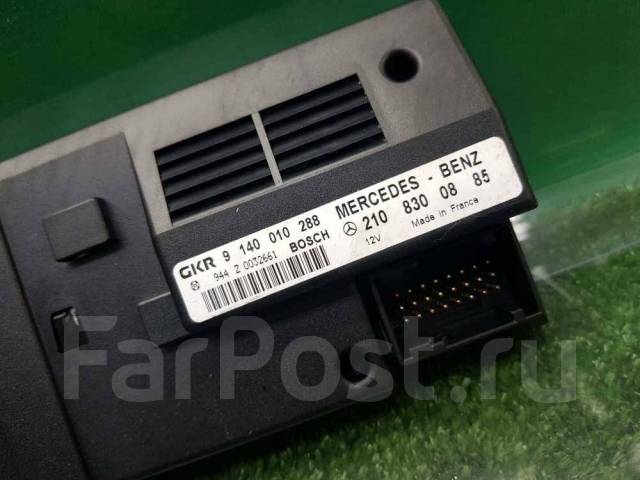 GKR 9 140 010 288 MERCEDES - BENZ
944 Z 0032661 BOSCH 210 830 08 85
12V Made in France
FarPost.ru